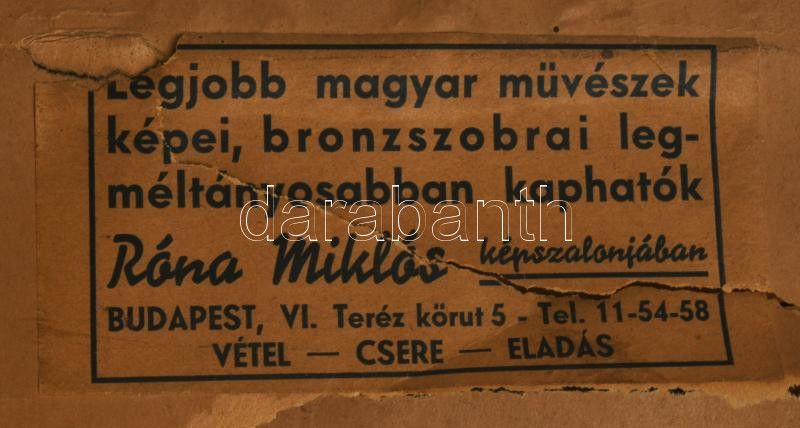 Legjobb magyar müvészek
képei, bronzszobrai leg-
méltányosabban kaphatók
darabanth
Róna Miklós képszalonjában
BUDAPEST, VI. Teréz körut 5 - Tel. 11-54-58
VÉTEL — CSERE — ELADÁS